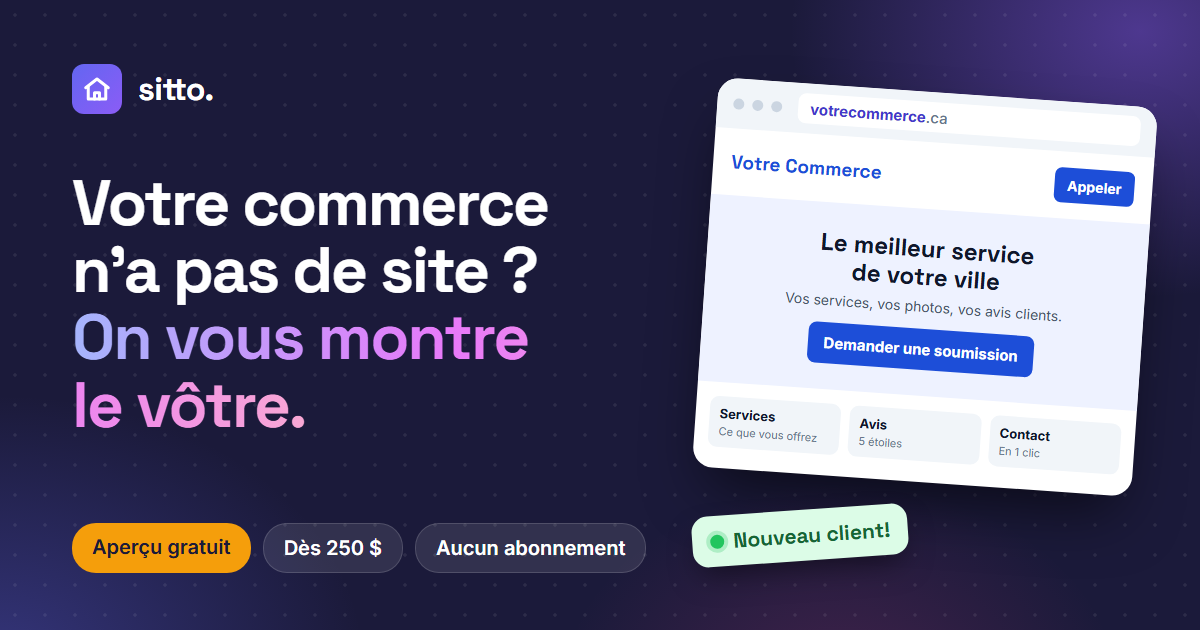 sitto.
Votre commerce
n’a pas de site ?
On vous montre
le vôtre.
Aperçu gratuit
Dès 250 $
Aucun abonnement
votrecommerce.ca
Votre Commerce
Appeler
Le meilleur service
de votre ville
Vos services, vos photos, vos avis clients.
Demander une soumission
Services
Ce que vous offrez
Avis
5 étoiles
Contact
En 1 clic
Nouveau client!